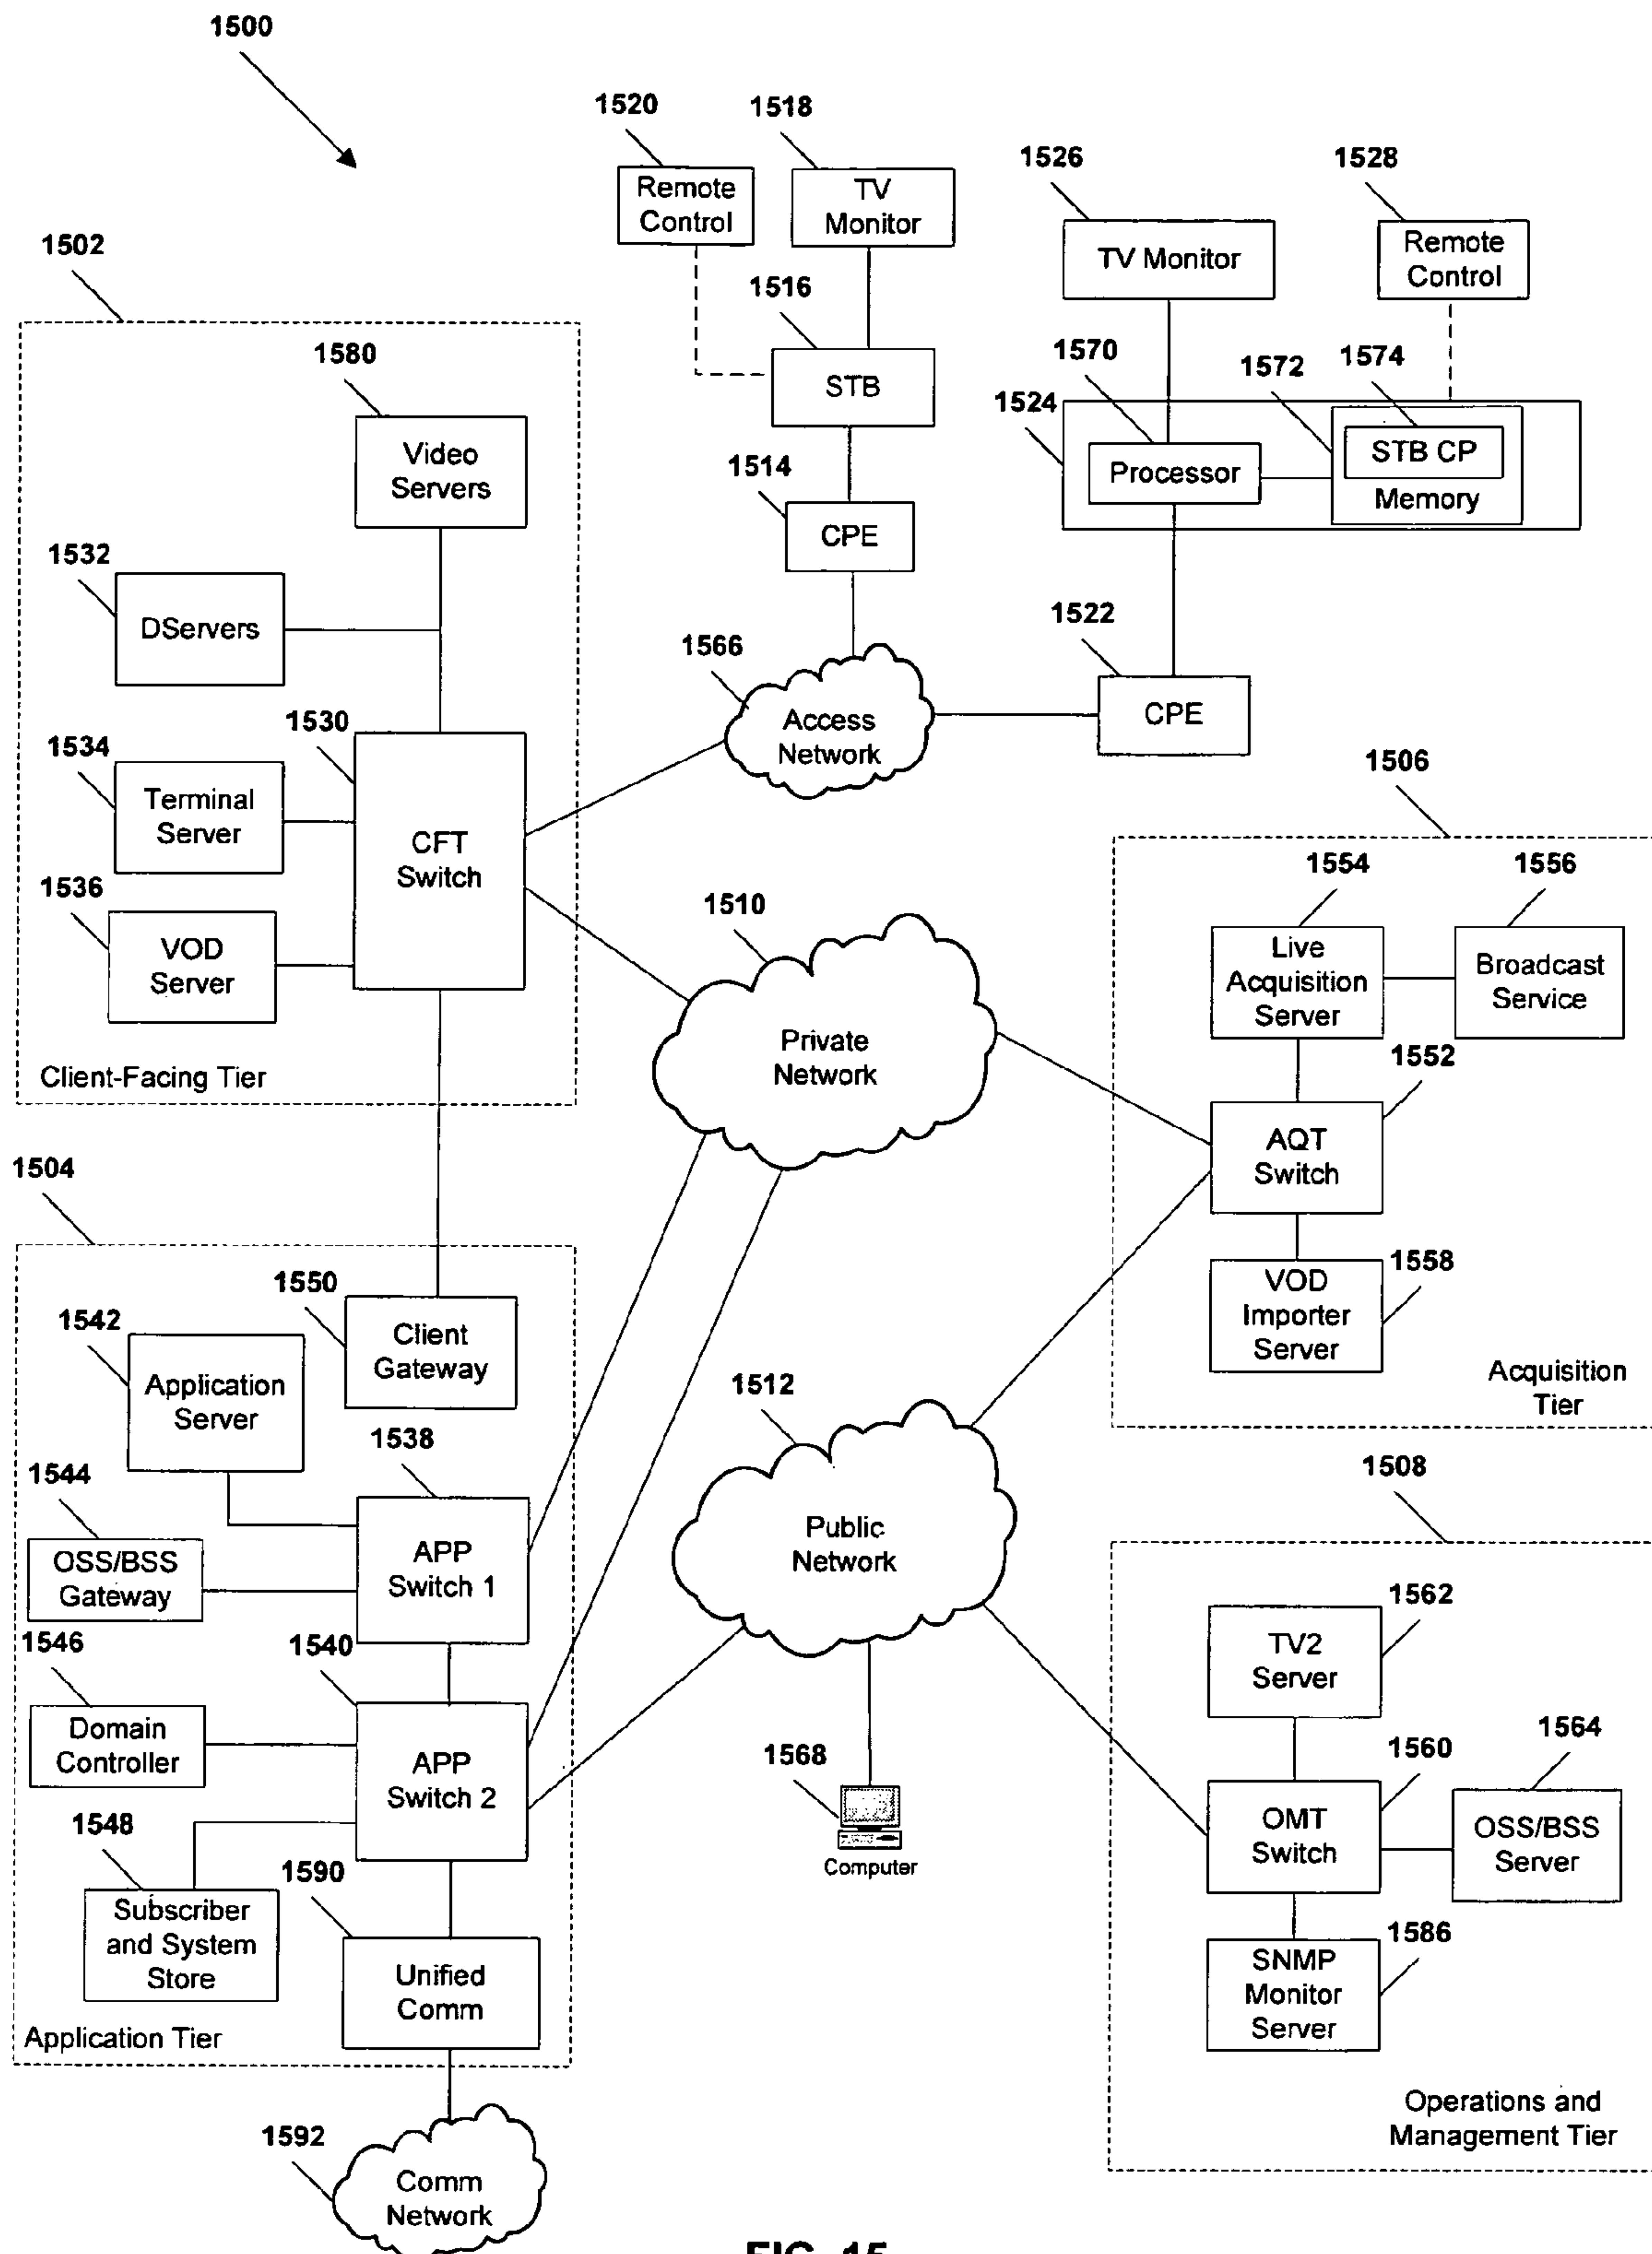 1500
1520
1518
1526
1528
Remote
Control
TV
Monitor
TV Monitor
Remote
Control
1502
1516
1580
1570
1572
1574
1524
STB
STB CP
Processor
Memory
Video
Servers
1514
CPE
1532
DServers
1522
1566
CPE
Access
Network
1530
1534
Terminal
Server
CFT
Switch
1506
1536
VOD
Server
1554
1556
1510
Live
Acquisition
Server
Broadcast
Service
Private
Network
1552
Client-Facing Tier
AQT
Switch
1504
1550
1558
VOD
Importer
Server
1542
Client
Gateway
Application
Server
1512
Acquisition
Tier
1538
1544
1508
Public
Network
APP
Switch 1
OSS/BSS
Gateway
1562
TV2
Server
1546
1540
Domain
Controller
APP
Switch 2
1568
1560
1564
OMT
Switch
OSS/BSS
Server
Computer
1548
1590
Subscriber
and System
Store
1586
SNMP
Monitor
Server
Unified
Comm
Application Tier
Operations and
Management Tier
1592
Comm
Network
FIG. 15